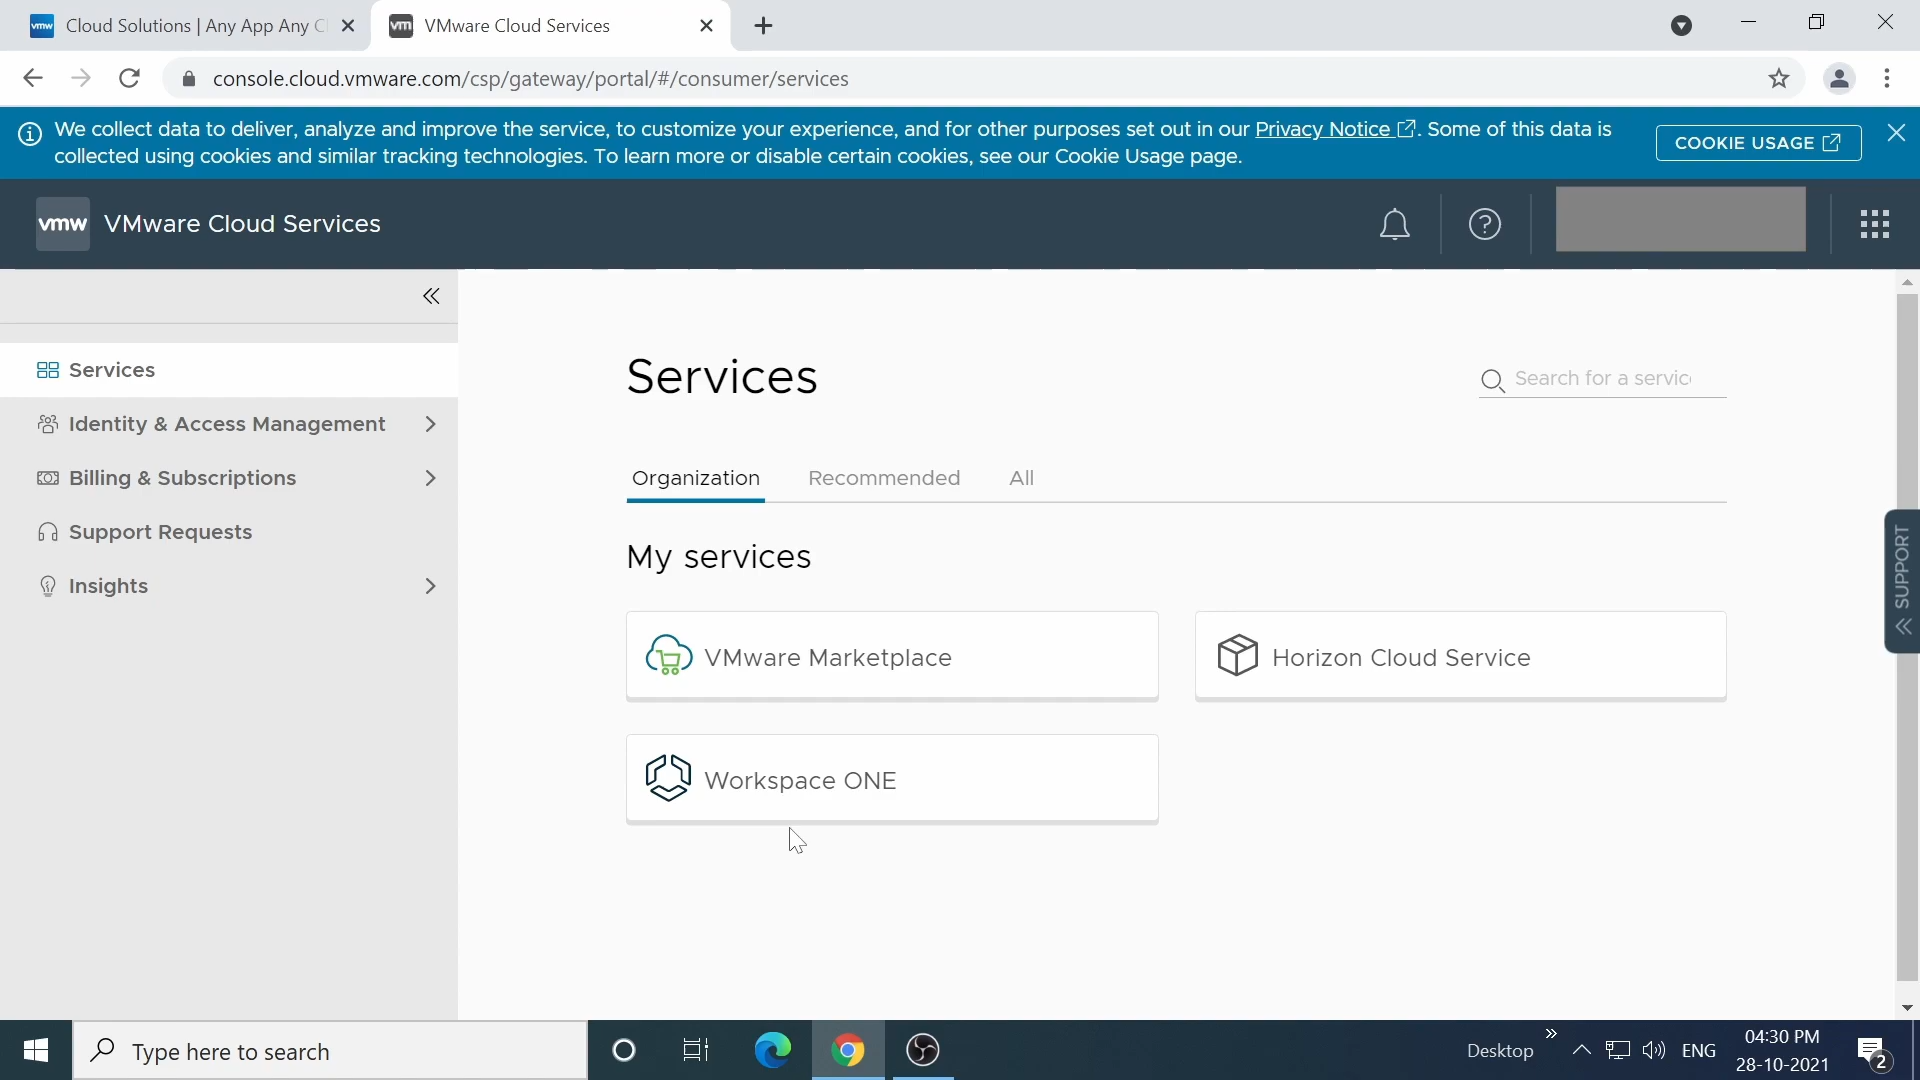 vmw Cloud Solutions | Any App Any C
vm VMware Cloud Services
console.cloud.vmware.com/csp/gateway/portal/#/consumer/services
We collect data to deliver, analyze and improve the service, to customize your experience, and for other purposes set out in our Privacy Notice. Some of this data is
collected using cookies and similar tracking technologies. To learn more or disable certain cookies, see our Cookie Usage page.
COOKIE USAGE
vmw VMware Cloud Services
Services
Identity & Access Management
Billing & Subscriptions
Support Requests
Insights
Services
Search for a servic
Organization Recommended All
My services
VMware Marketplace
Horizon Cloud Service
Workspace ONE
SUPPORT
Type here to search
Desktop
ENG
04:30 PM
28-10-2021
2